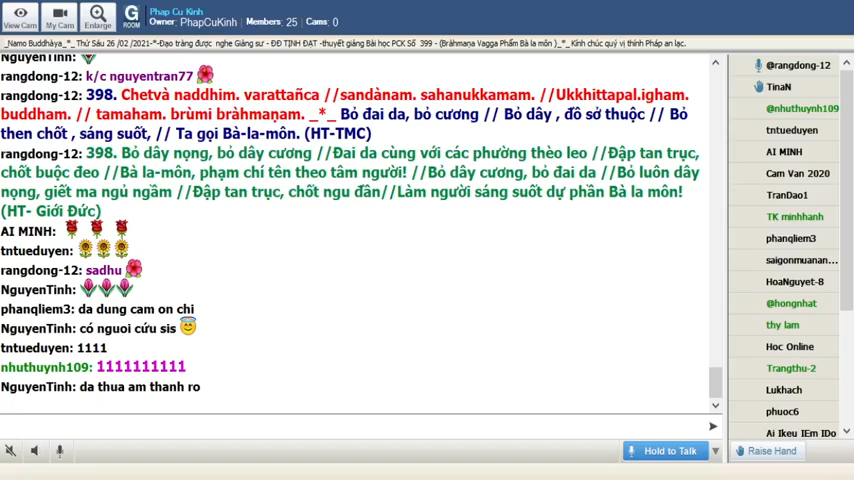 View Cam
My Cam
Enlarge
G
ROOM
Phap Cu Kinh
Owner: PhapCuKinh | Members: 25 | Cams: 0
_Namo Buddhàya_*_ Thứ Sáu 26 /02 /2021-*-Đạo tràng được nghe Giảng sư - ĐĐ TỊNH ĐẠT -thuyết giảng Bài học PCK Số 399 - (Bràhmaṇa Vagga Phẩm Bà la môn )_*_ Kính chúc quý vị thính Pháp an lạc.
NguyenTinh:
rangdong-12: k/c nguyentran77
rangdong-12: 398. Chetvà naddhim. varattañca //sandànam. sahanukkamam. //Ukkhittapal.igham.
buddham. // tamaham. brùmi bràhmaṇam. _*_ Bỏ đai da, bỏ cương // Bỏ dây , đồ sở thuộc // Bỏ
then chốt , sáng suốt, // Ta gọi Bà-la-môn. (HT-TMC)
rangdong-12: 398. Bỏ dây nọng, bỏ dây cương //Đai da cùng với các phường thèo leo //Đập tan trục,
chốt buộc đeo //Bà la-môn, phạm chí tên theo tâm người! //Bỏ dây cương, bỏ đai da //Bỏ luôn dây
nọng, giết ma ngủ ngầm //Đập tan trục, chốt ngu đần//Làm người sáng suốt dự phần Bà la môn!
(HT- Giới Đức)
AI MINH:
tntueduyen:
rangdong-12: sadhu
NguyenTinh:
phanqliem3: da dung cam on chi
NguyenTinh: có nguoi cứu sis
tntueduyen: 1111
nhuthuynh109: 1111111111
NguyenTinh: da thua am thanh ro
Hold to Talk
@rangdong-12
TinaN
@nhuthuynh109
tntueduyen
AI MINH
Cam Van 2020
TranDao1
TK minhhanh
phanqliem3
saigonmuanan...
HoaNguyet-8
@hongnhat
thy lam
Hoc Online
Trangthu-2
Lukhach
phuoc6
Ai Ikeu IEm IDo
Raise Hand